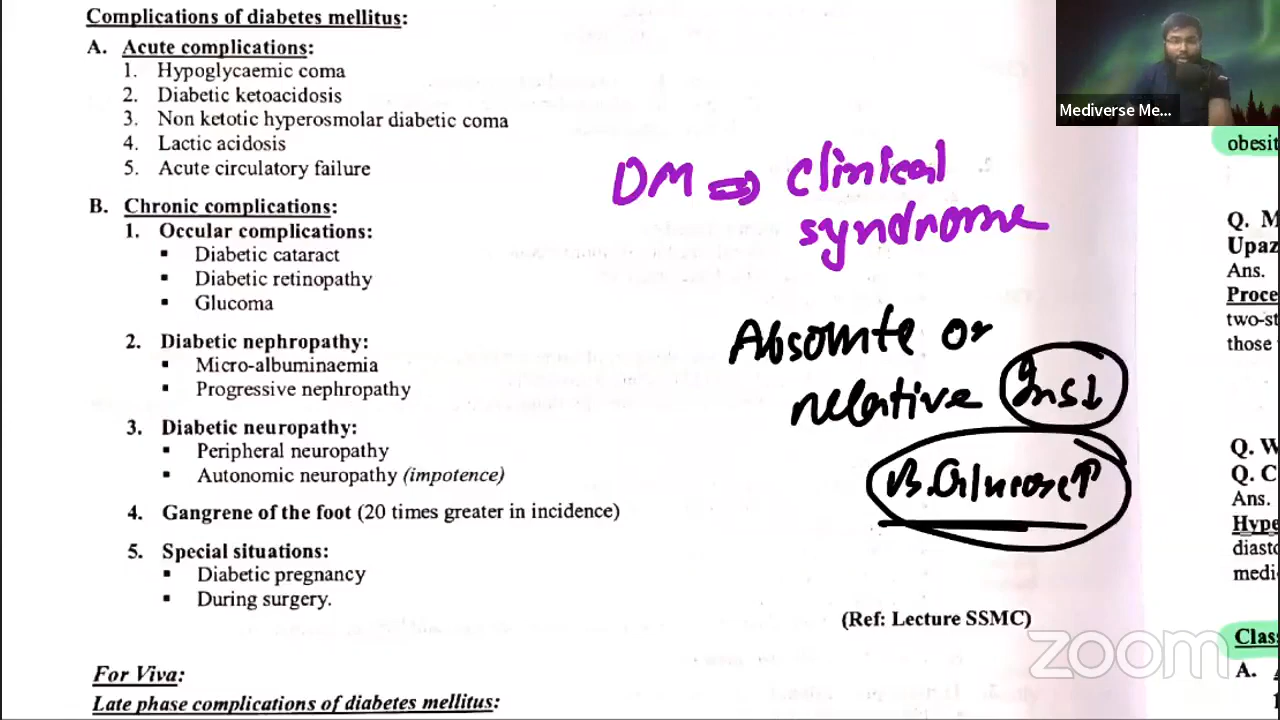 Complications of diabetes mellitus:
A. Acute complications:
1. Hypoglycaemic coma
2. Diabetic ketoacidosis
3. Non ketotic hyperosmolar diabetic coma
4. Lactic acidosis
5. Acute circulatory failure
B. Chronic complications:
1. Occular complications:
▪ Diabetic cataract
▪ Diabetic retinopathy
▪ Glucoma
2. Diabetic nephropathy:
▪ Micro-albuminaemia
▪ Progressive nephropathy
3. Diabetic neuropathy:
▪ Peripheral neuropathy
▪ Autonomic neuropathy (impotence)
4. Gangrene of the foot (20 times greater in incidence)
5. Special situations:
▪ Diabetic pregnancy
▪ During surgery.
(Ref: Lecture SSMC)
For Viva:
Late phase complications of diabetes mellitus:
DM ⇒ clinical
syndrome
Absolute or
relative Ins↓
B. Glucose↑
Mediverse Me...
obesit
Q. M
Upaz
Ans.
Proce
two-st
those
Q. W
Q. C
Ans.
Hype
diasto
medi
Clas
A.
zoom